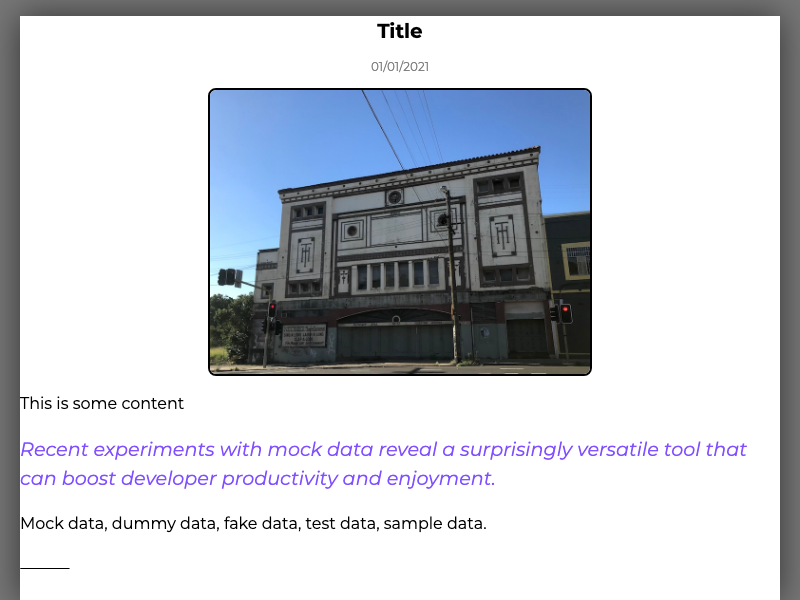 Title
01/01/2021
This is some content
Recent experiments with mock data reveal a surprisingly versatile tool that
can boost developer productivity and enjoyment.
Mock data, dummy data, fake data, test data, sample data.